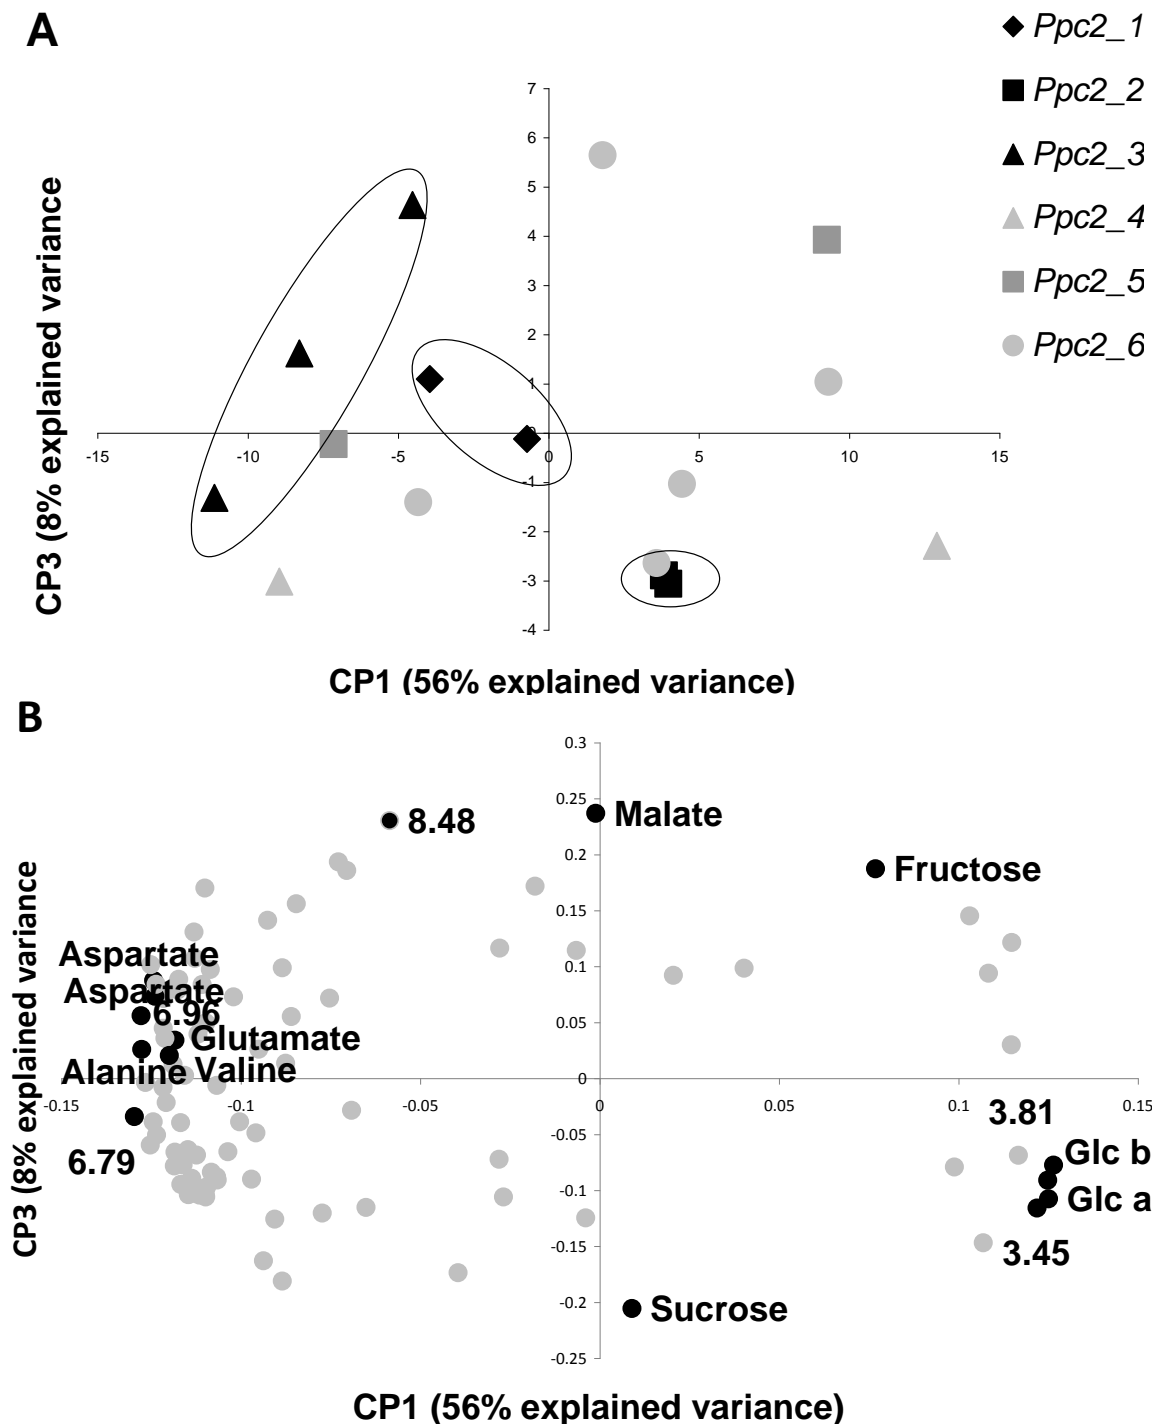 A
Ppc2_1
Ppc2_2
Ppc2_3
Ppc2_4
Ppc2_5
Ppc2_6
7
6
5
4
3
2
1
0
-1
-2
-3
-4
-15
-10
-5
0
5
10
15
CP3 (8% explained variance
CP1 (56% explained variance)
B
0.3
0.25
0.2
0.15
0.1
0.05
0
-0.05
-0.1
-0.15
-0.2
-0.25
-0.15
-0.1
-0.05
0
0.05
0.1
0.15
8.48
Malate
Fructose
Aspartate
Aspartate
6.96
Glutamate
Alanine
Valine
6.79
3.81
Glc b
Glc a
3.45
Sucrose
CP3 (8% explained variance
CP1 (56% explained variance)